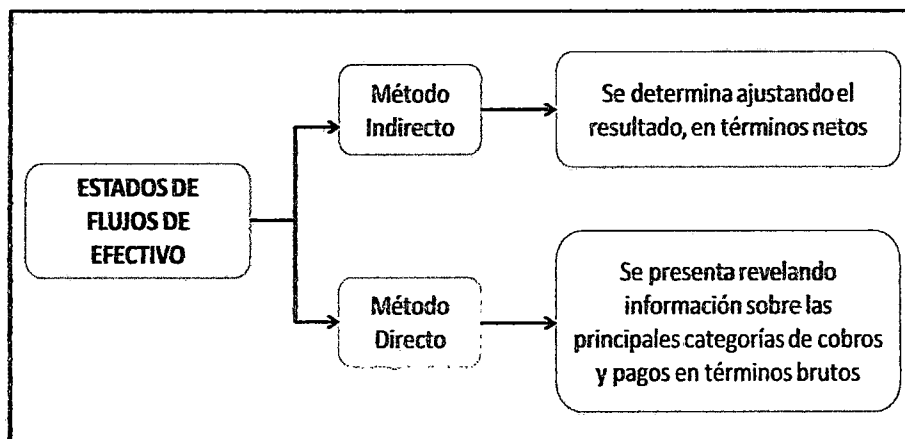 Método
Indirecto
Se determina ajustando el
resultado, en términos netos
ESTADOS DE
FLUJOS DE
EFECTIVO
Método
Directo
Se presenta revelando
información sobre las
principales categorías de cobros
y pagos en términos brutos